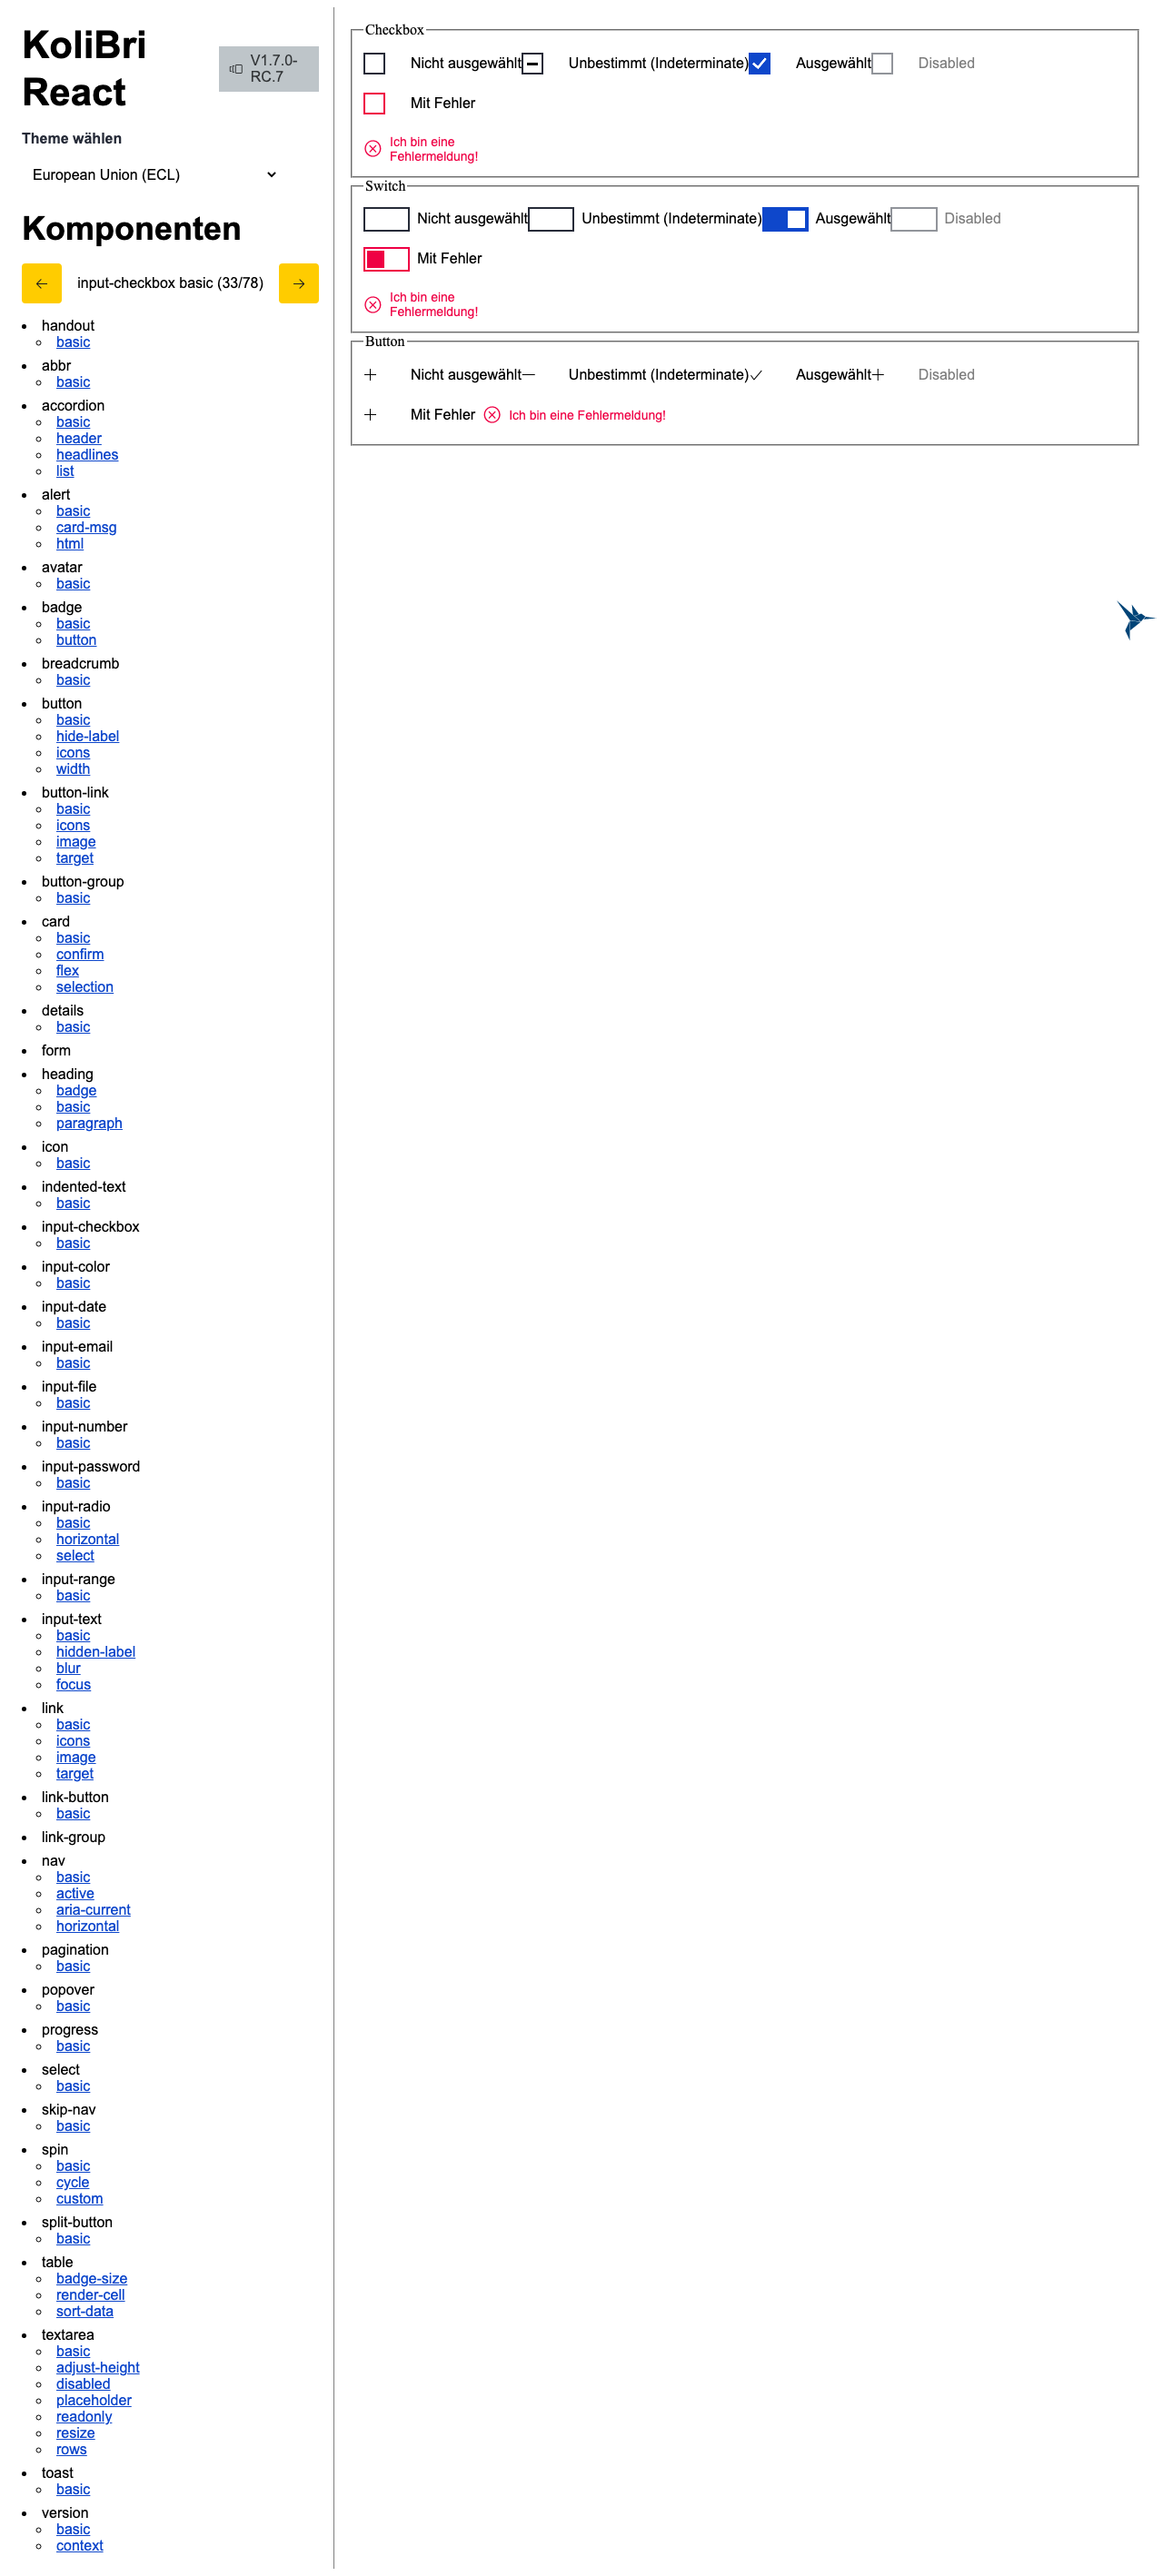 KoliBri
React
V1.7.0-
RC.7
Theme wählen
European Union (ECL)
Komponenten
input-checkbox basic (33/78)
handout
basic
abbr
basic
accordion
basic
header
headlines
list
alert
basic
card-msg
html
avatar
basic
badge
basic
button
breadcrumb
basic
button
basic
hide-label
icons
width
button-link
basic
icons
image
target
button-group
basic
card
basic
confirm
flex
selection
details
basic
form
heading
badge
basic
paragraph
icon
basic
indented-text
basic
input-checkbox
basic
input-color
basic
input-date
basic
input-email
basic
input-file
basic
input-number
basic
input-password
basic
input-radio
basic
horizontal
select
input-range
basic
input-text
basic
hidden-label
blur
focus
link
basic
icons
image
target
link-button
basic
link-group
nav
basic
active
aria-current
horizontal
pagination
basic
popover
basic
progress
basic
select
basic
skip-nav
basic
spin
basic
cycle
custom
split-button
basic
table
badge-size
render-cell
sort-data
textarea
basic
adjust-height
disabled
placeholder
readonly
resize
rows
toast
basic
version
basic
context
Checkbox
Nicht ausgewählt Unbestimmt (Indeterminate) Ausgewählt Disabled
Mit Fehler
Ich bin eine
Fehlermeldung!
Switch
Nicht ausgewählt Unbestimmt (Indeterminate) Ausgewählt Disabled
Mit Fehler
Ich bin eine
Fehlermeldung!
Button
Nicht ausgewählt Unbestimmt (Indeterminate) Ausgewählt Disabled
Mit Fehler Ich bin eine Fehlermeldung!